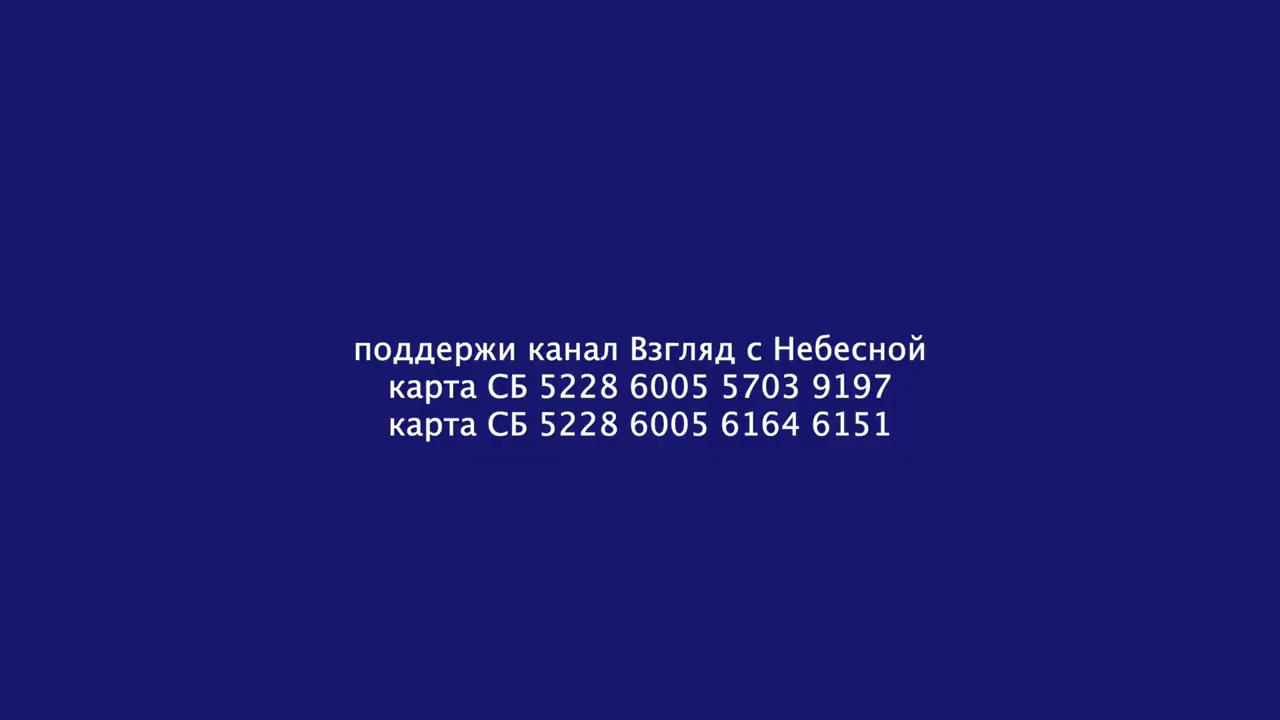 поддержи канал Взгляд с Небесной
карта СБ 5228 6005 5703 9197
карта СБ 5228 6005 6164 6151